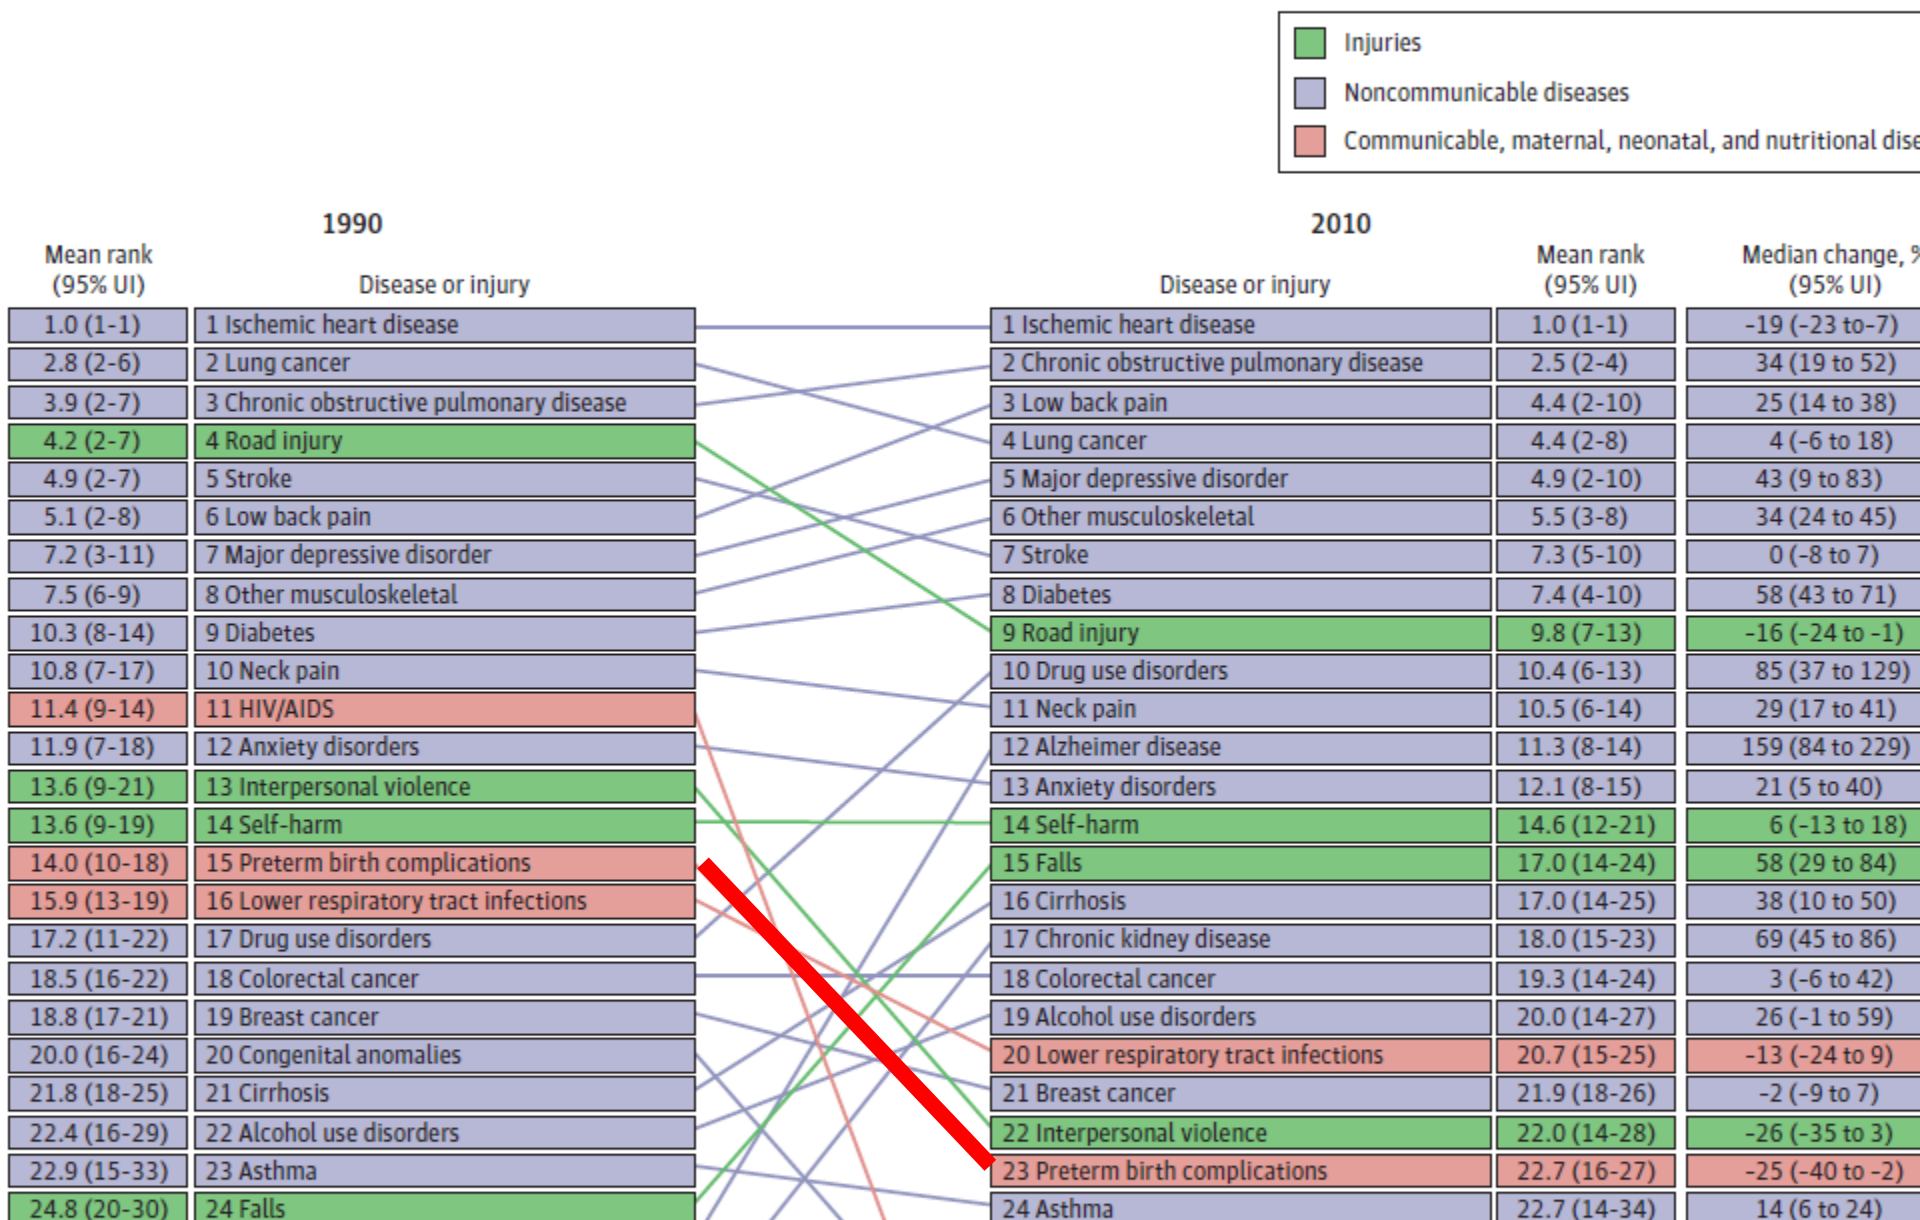 Injuries
Noncommunicable diseases
Communicable, maternal, neonatal, and nutritional dise
1990
2010
Mean rank
(95% UI)
Disease or injury
Disease or injury
Mean rank
(95% UI)
Median change, %
(95% UI)
1.0 (1-1) 1 Ischemic heart disease 1 Ischemic heart disease 1.0 (1-1) -19 (-23 to-7)
2.8 (2-6) 2 Lung cancer 2 Chronic obstructive pulmonary disease 2.5 (2-4) 34 (19 to 52)
3.9 (2-7) 3 Chronic obstructive pulmonary disease 3 Low back pain 4.4 (2-10) 25 (14 to 38)
4.2 (2-7) 4 Road injury 4 Lung cancer 4.4 (2-8) 4 (-6 to 18)
4.9 (2-7) 5 Stroke 5 Major depressive disorder 4.9 (2-10) 43 (9 to 83)
5.1 (2-8) 6 Low back pain 6 Other musculoskeletal 5.5 (3-8) 34 (24 to 45)
7.2 (3-11) 7 Major depressive disorder 7 Stroke 7.3 (5-10) 0 (-8 to 7)
7.5 (6-9) 8 Other musculoskeletal 8 Diabetes 7.4 (4-10) 58 (43 to 71)
10.3 (8-14) 9 Diabetes 9 Road injury 9.8 (7-13) -16 (-24 to -1)
10.8 (7-17) 10 Neck pain 10 Drug use disorders 10.4 (6-13) 85 (37 to 129)
11.4 (9-14) 11 HIV/AIDS 11 Neck pain 10.5 (6-14) 29 (17 to 41)
11.9 (7-18) 12 Anxiety disorders 12 Alzheimer disease 11.3 (8-14) 159 (84 to 229)
13.6 (9-21) 13 Interpersonal violence 13 Anxiety disorders 12.1 (8-15) 21 (5 to 40)
13.6 (9-19) 14 Self-harm 14 Self-harm 14.6 (12-21) 6 (-13 to 18)
14.0 (10-18) 15 Preterm birth complications 15 Falls 17.0 (14-24) 58 (29 to 84)
15.9 (13-19) 16 Lower respiratory tract infections 16 Cirrhosis 17.0 (14-25) 38 (10 to 50)
17.2 (11-22) 17 Drug use disorders 17 Chronic kidney disease 18.0 (15-23) 69 (45 to 86)
18.5 (16-22) 18 Colorectal cancer 18 Colorectal cancer 19.3 (14-24) 3 (-6 to 42)
18.8 (17-21) 19 Breast cancer 19 Alcohol use disorders 20.0 (14-27) 26 (-1 to 59)
20.0 (16-24) 20 Congenital anomalies 20 Lower respiratory tract infections 20.7 (15-25) -13 (-24 to 9)
21.8 (18-25) 21 Cirrhosis 21 Breast cancer 21.9 (18-26) -2 (-9 to 7)
22.4 (16-29) 22 Alcohol use disorders 22 Interpersonal violence 22.0 (14-28) -26 (-35 to 3)
22.9 (15-33) 23 Asthma 23 Preterm birth complications 22.7 (16-27) -25 (-40 to -2)
24.8 (20-30) 24 Falls 24 Asthma 22.7 (14-34) 14 (6 to 24)